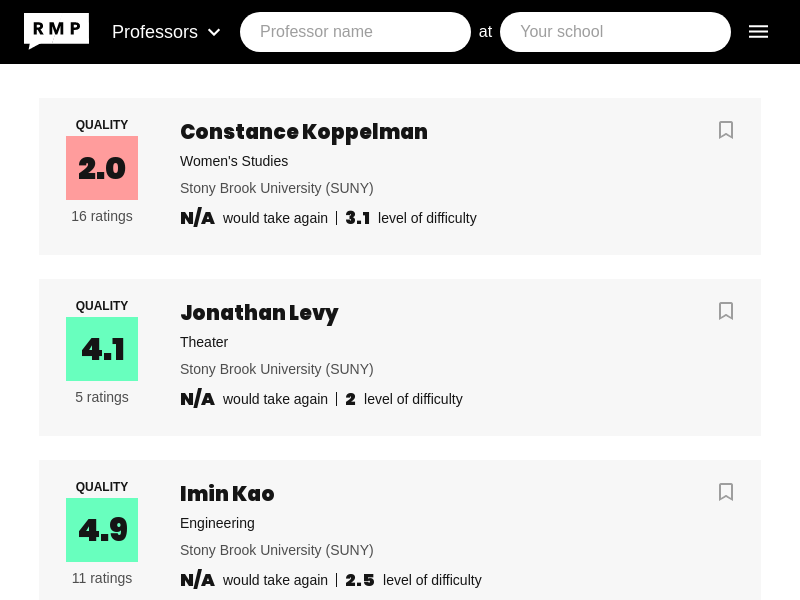 RMP Professors Professor name at Your school
QUALITY
2.0
16 ratings
Constance Koppelman
Women's Studies
Stony Brook University (SUNY)
N/A would take again | 3.1 level of difficulty
QUALITY
4.1
5 ratings
Jonathan Levy
Theater
Stony Brook University (SUNY)
N/A would take again | 2 level of difficulty
QUALITY
4.9
11 ratings
Imin Kao
Engineering
Stony Brook University (SUNY)
N/A would take again | 2.5 level of difficulty